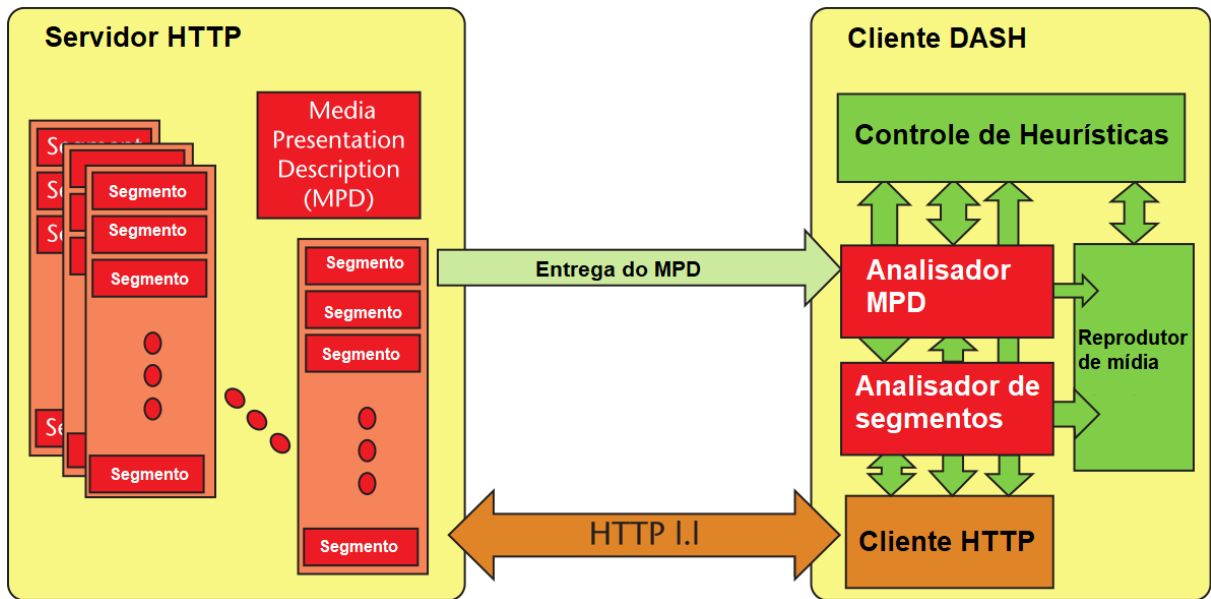 Servidor HTTP
Media
Presentation
Description
(MPD)
Segment
Segmento
Segmento
Segmento
Segmento
Segmento
Segmento
Segmento
Segmento
Entrega do MPD
HTTP 1.1
Cliente DASH
Controle de Heurísticas
Analisador
MPD
Reprodutor
de mídia
Analisador de
segmentos
Cliente HTTP